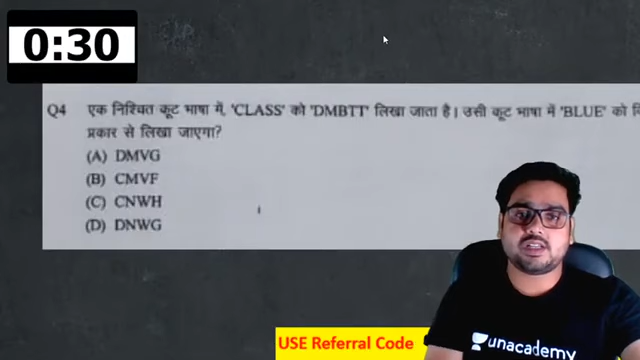 0:30
Q4 एक निश्चित कूट भाषा में, 'CLASS' को 'DMBTT' लिखा जाता है। उसी कूट भाषा में 'BLUE' को
प्रकार से लिखा जाएगा?
(A) DMVG
(B) CMVF
(C) CNWH
(D) DNWG
unacademy
USE Referral Code